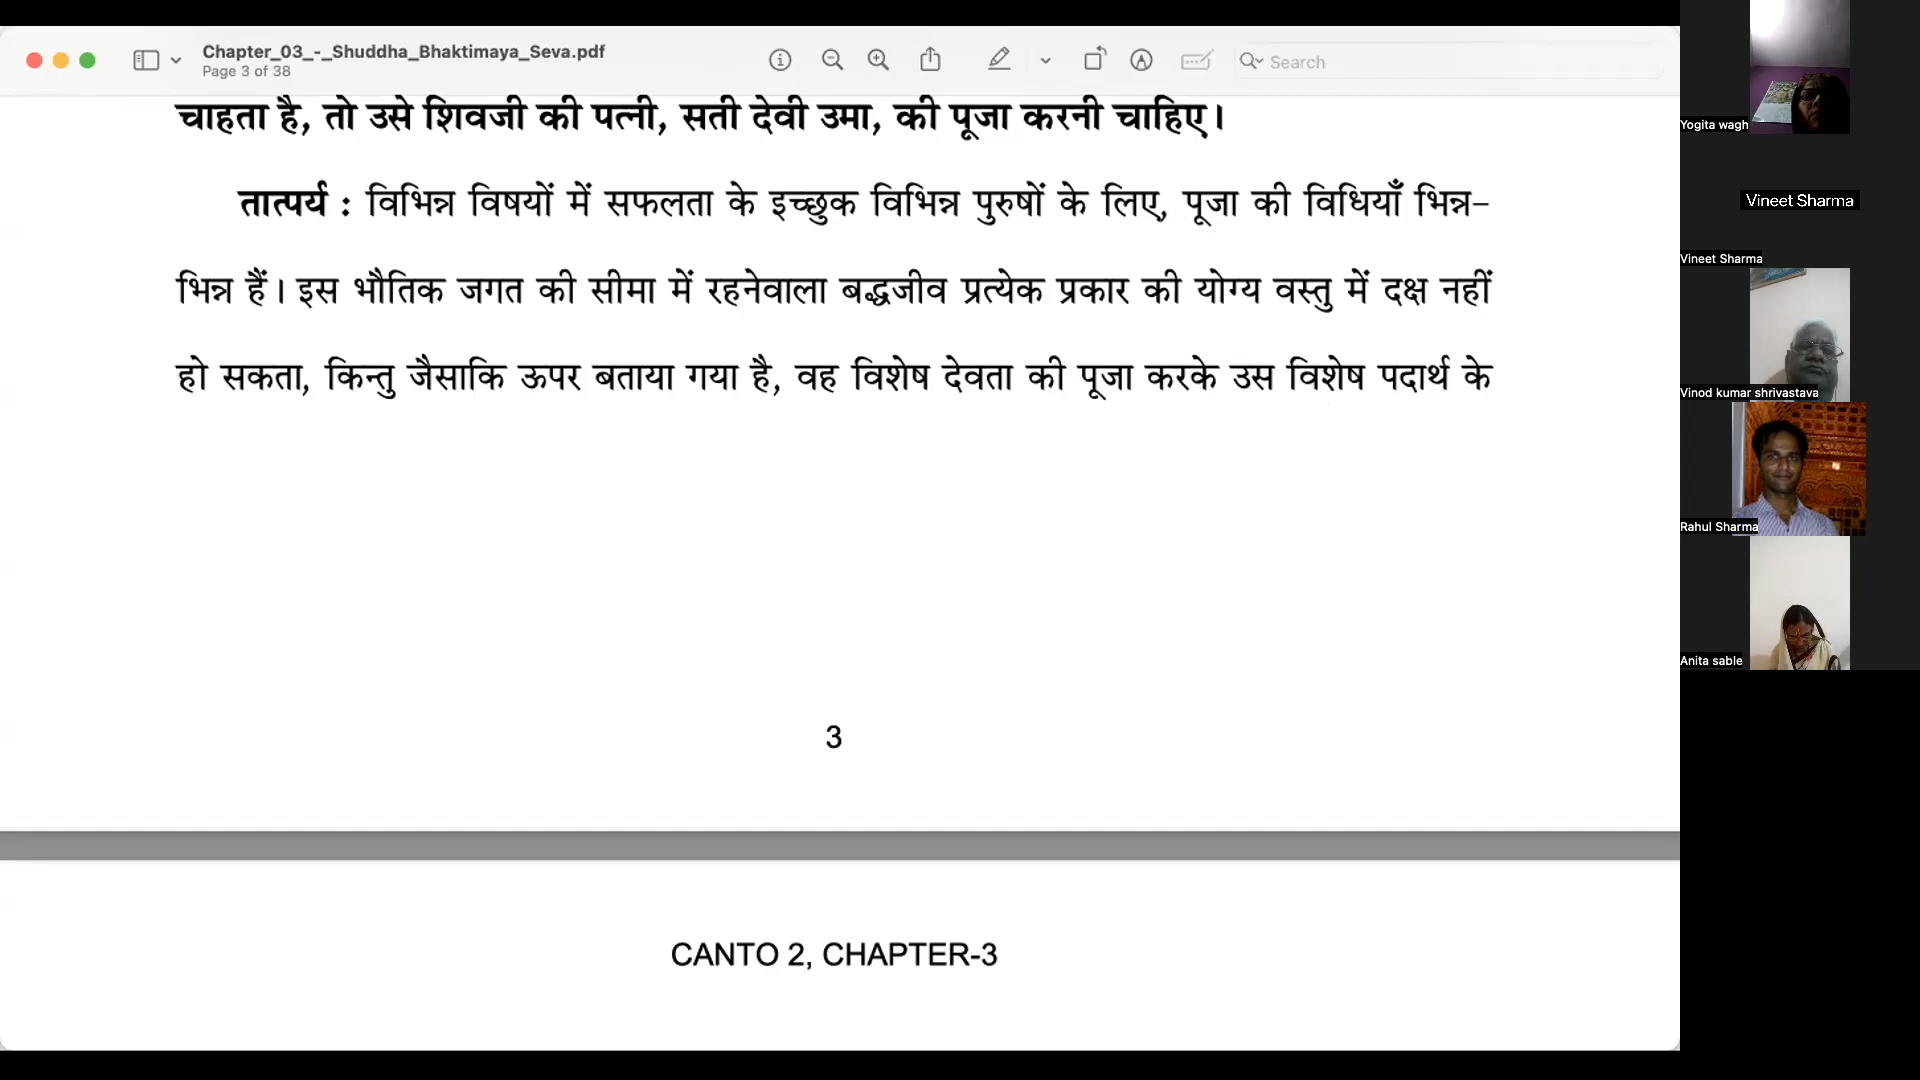 Chapter_03_-_Shuddha_Bhaktimaya_Seva.pdf
Page 3 of 38
Search
चाहता है, तो उसे शिवजी की पत्नी, सती देवी उमा, की पूजा करनी चाहिए।
तात्पर्य : विभिन्न विषयों में सफलता के इच्छुक विभिन्न पुरुषों के लिए, पूजा की विधियाँ भिन्न–
भिन्न हैं। इस भौतिक जगत की सीमा में रहनेवाला बद्धजीव प्रत्येक प्रकार की योग्य वस्तु में दक्ष नहीं
हो सकता, किन्तु जैसाकि ऊपर बताया गया है, वह विशेष देवता की पूजा करके उस विशेष पदार्थ के
3
CANTO 2, CHAPTER-3
Yogita wagh
Vineet Sharma
Vineet Sharma
Vinod kumar shrivastava
Rahul Sharma
Anita sable